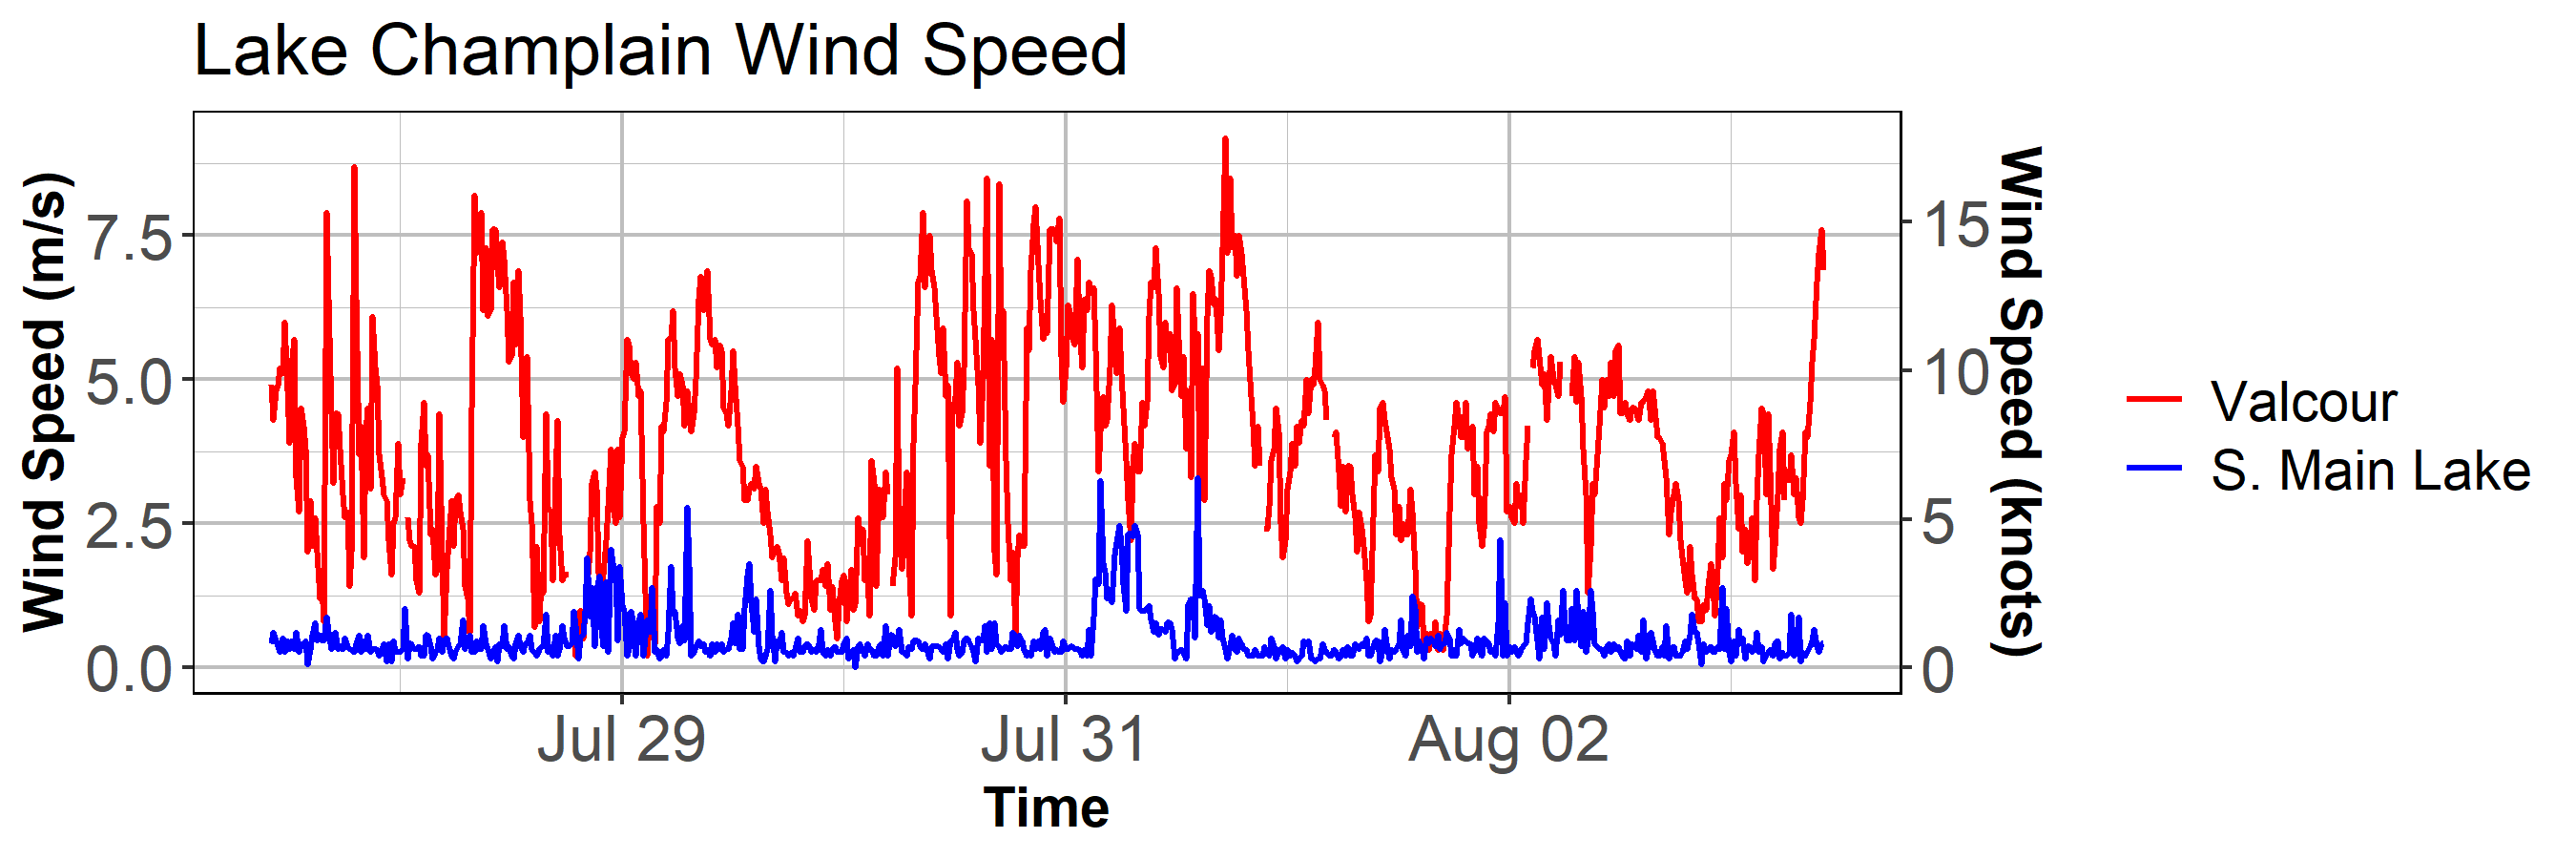 Lake Champlain Wind Speed
Wind Speed (m/s)
7.5
5.0
2.5
0.0
15
10
5
0
Wind Speed (knots)
Jul 29
Jul 31
Aug 02
Time
Valcour
S. Main Lake